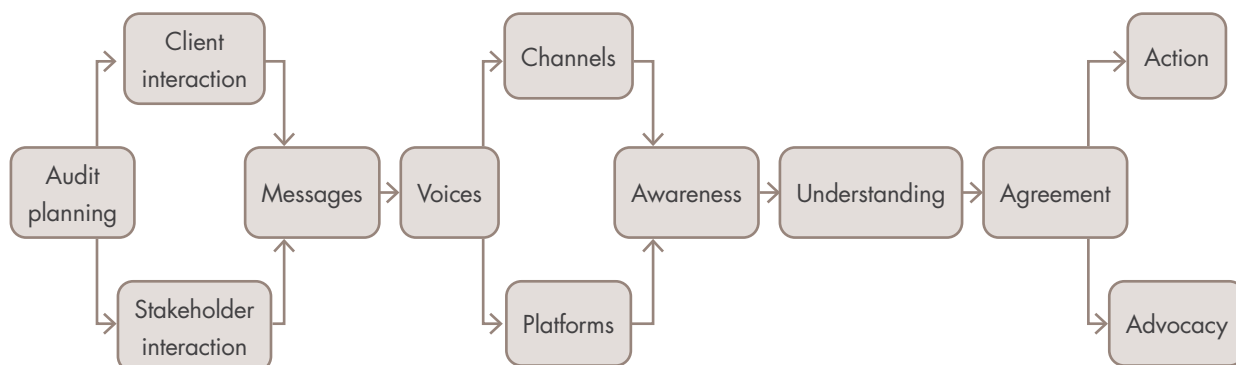 Audit
planning
Client
interaction
Stakeholder
interaction
Messages
Voices
Channels
Platforms
Awareness
Understanding
Agreement
Action
Advocacy